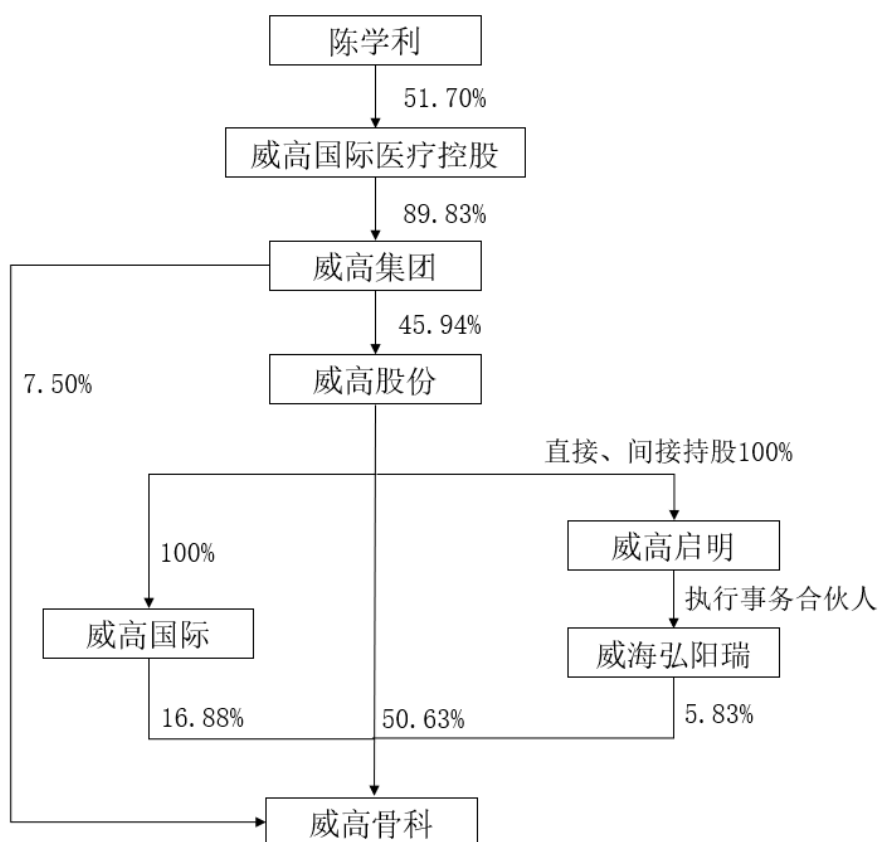 陈学利
51.70%
威高国际医疗控股
89.83%
威高集团
45.94%
7.50%
威高股份
直接、间接持股100%
100%
威高启明
执行事务合伙人
威高国际
威海弘阳瑞
16.88%
50.63%
5.83%
威高骨科